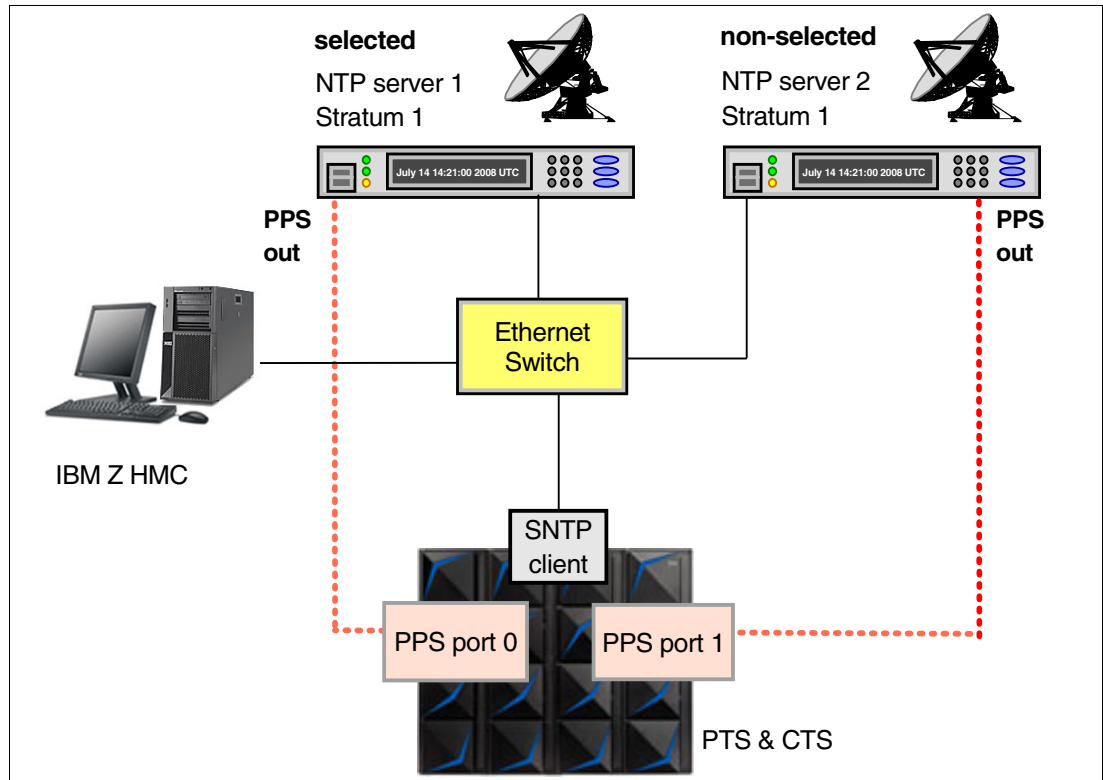 selected
NTP server 1
Stratum 1
non-selected
NTP server 2
Stratum 1
July 14 14:21:00 2008 UTC
July 14 14:21:00 2008 UTC
PPS
out
PPS
out
Ethernet
Switch
IBM Z HMC
SNTP
client
PPS port 0
PPS port 1
PTS & CTS